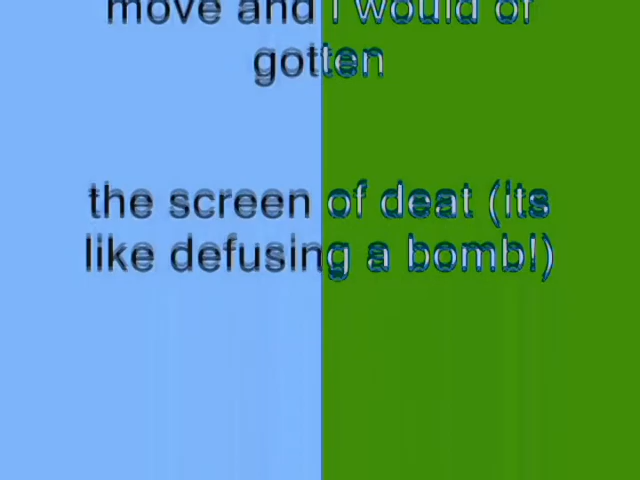 move and i would of
gotten
the screen of deat (its
like defusing a bomb!)